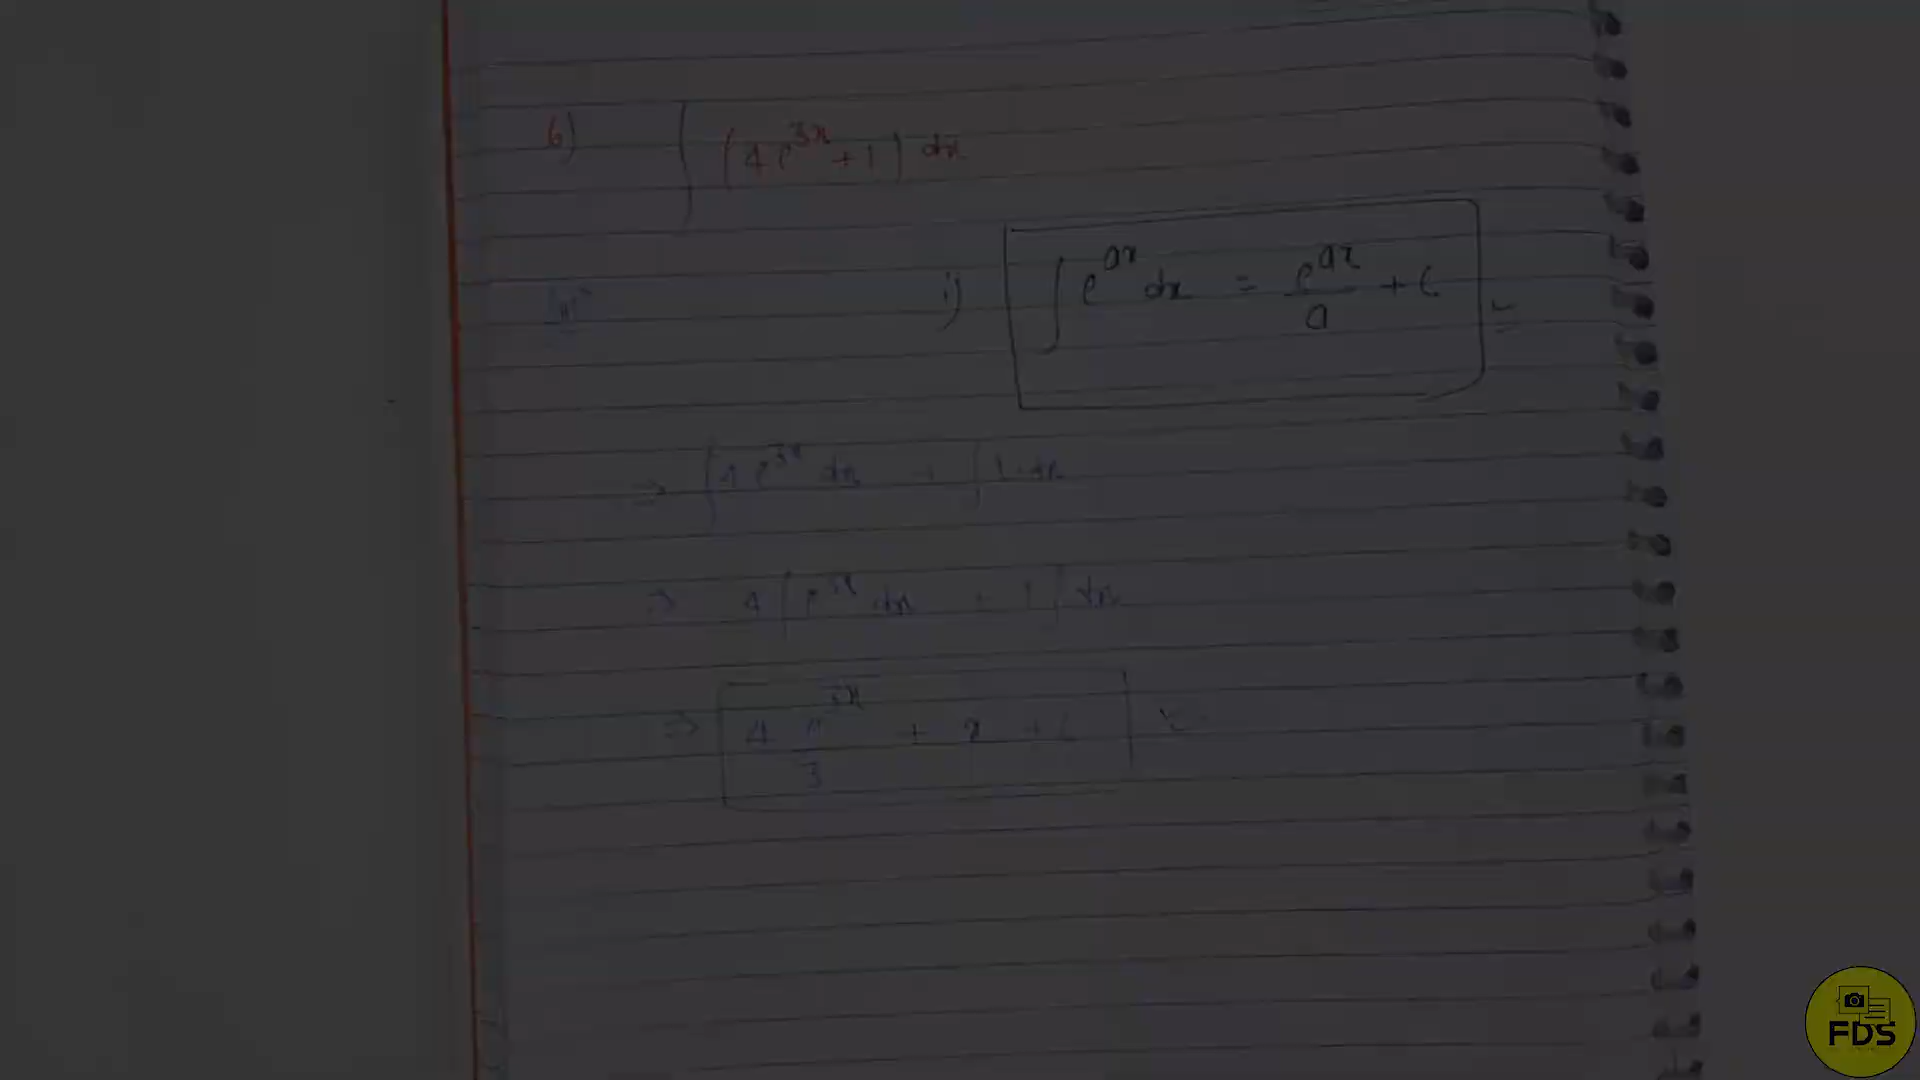 6) ∫ (4e^{3x} + 1) dx
i) ∫ e^{ax} dx = e^{ax}/a + c
⇒ ∫ 4 e^{3x} dx + ∫ 1 dx
⇒ 4 ∫ e^{3x} dx + 1 ∫ dx
⇒ 4 e^{3x}/3 + x + c
FDS